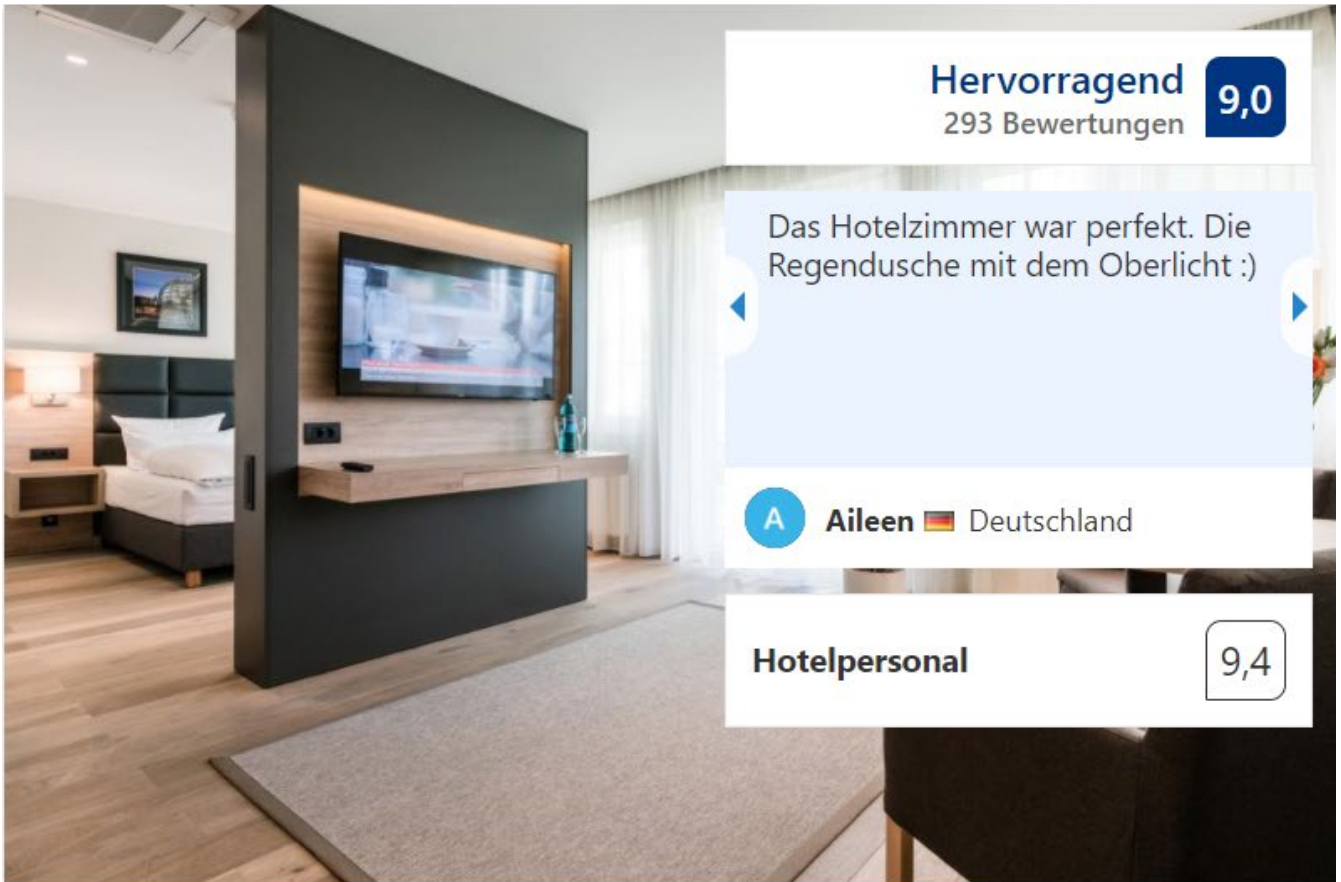 Hervorragend
293 Bewertungen
9,0
Das Hotelzimmer war perfekt. Die
Regendusche mit dem Oberlicht :)
A
Aileen Deutschland
Hotelpersonal
9,4